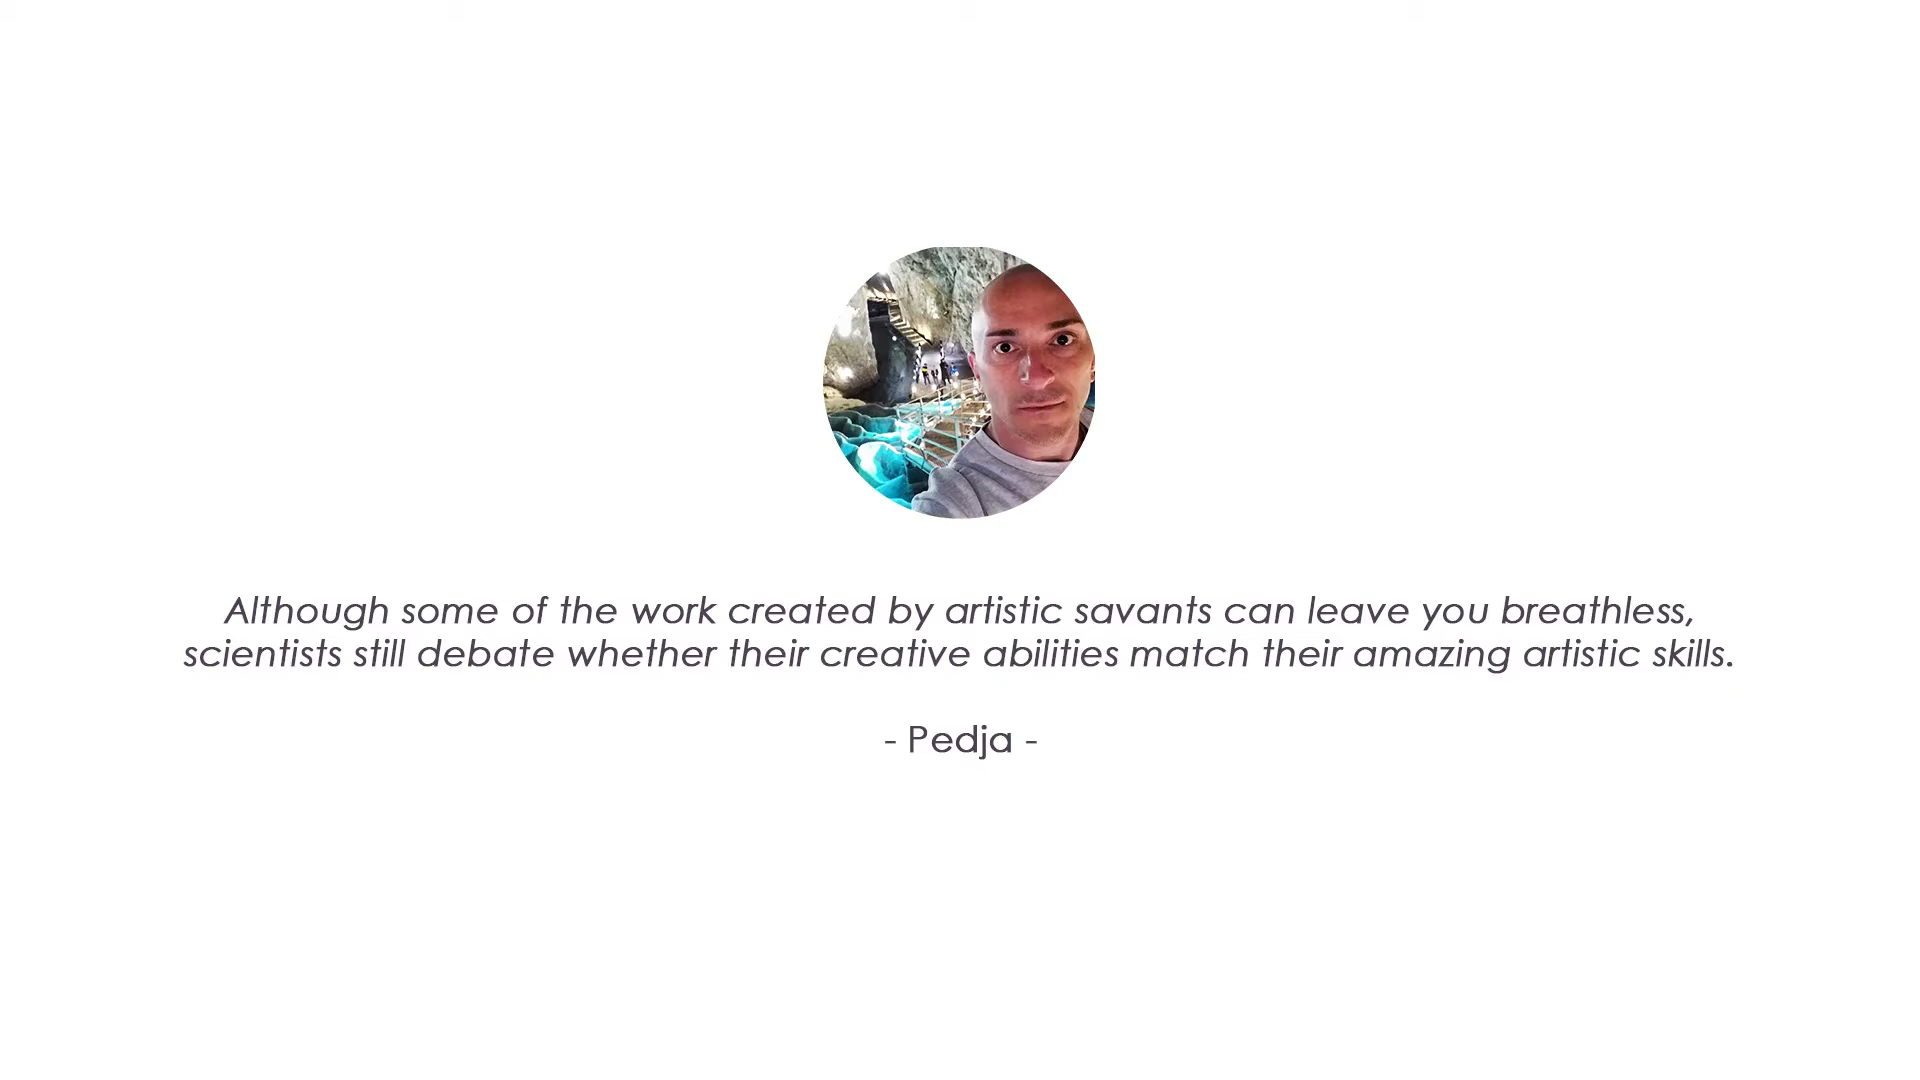 Although some of the work created by artistic savants can leave you breathless,
scientists still debate whether their creative abilities match their amazing artistic skills.
- Pedja -